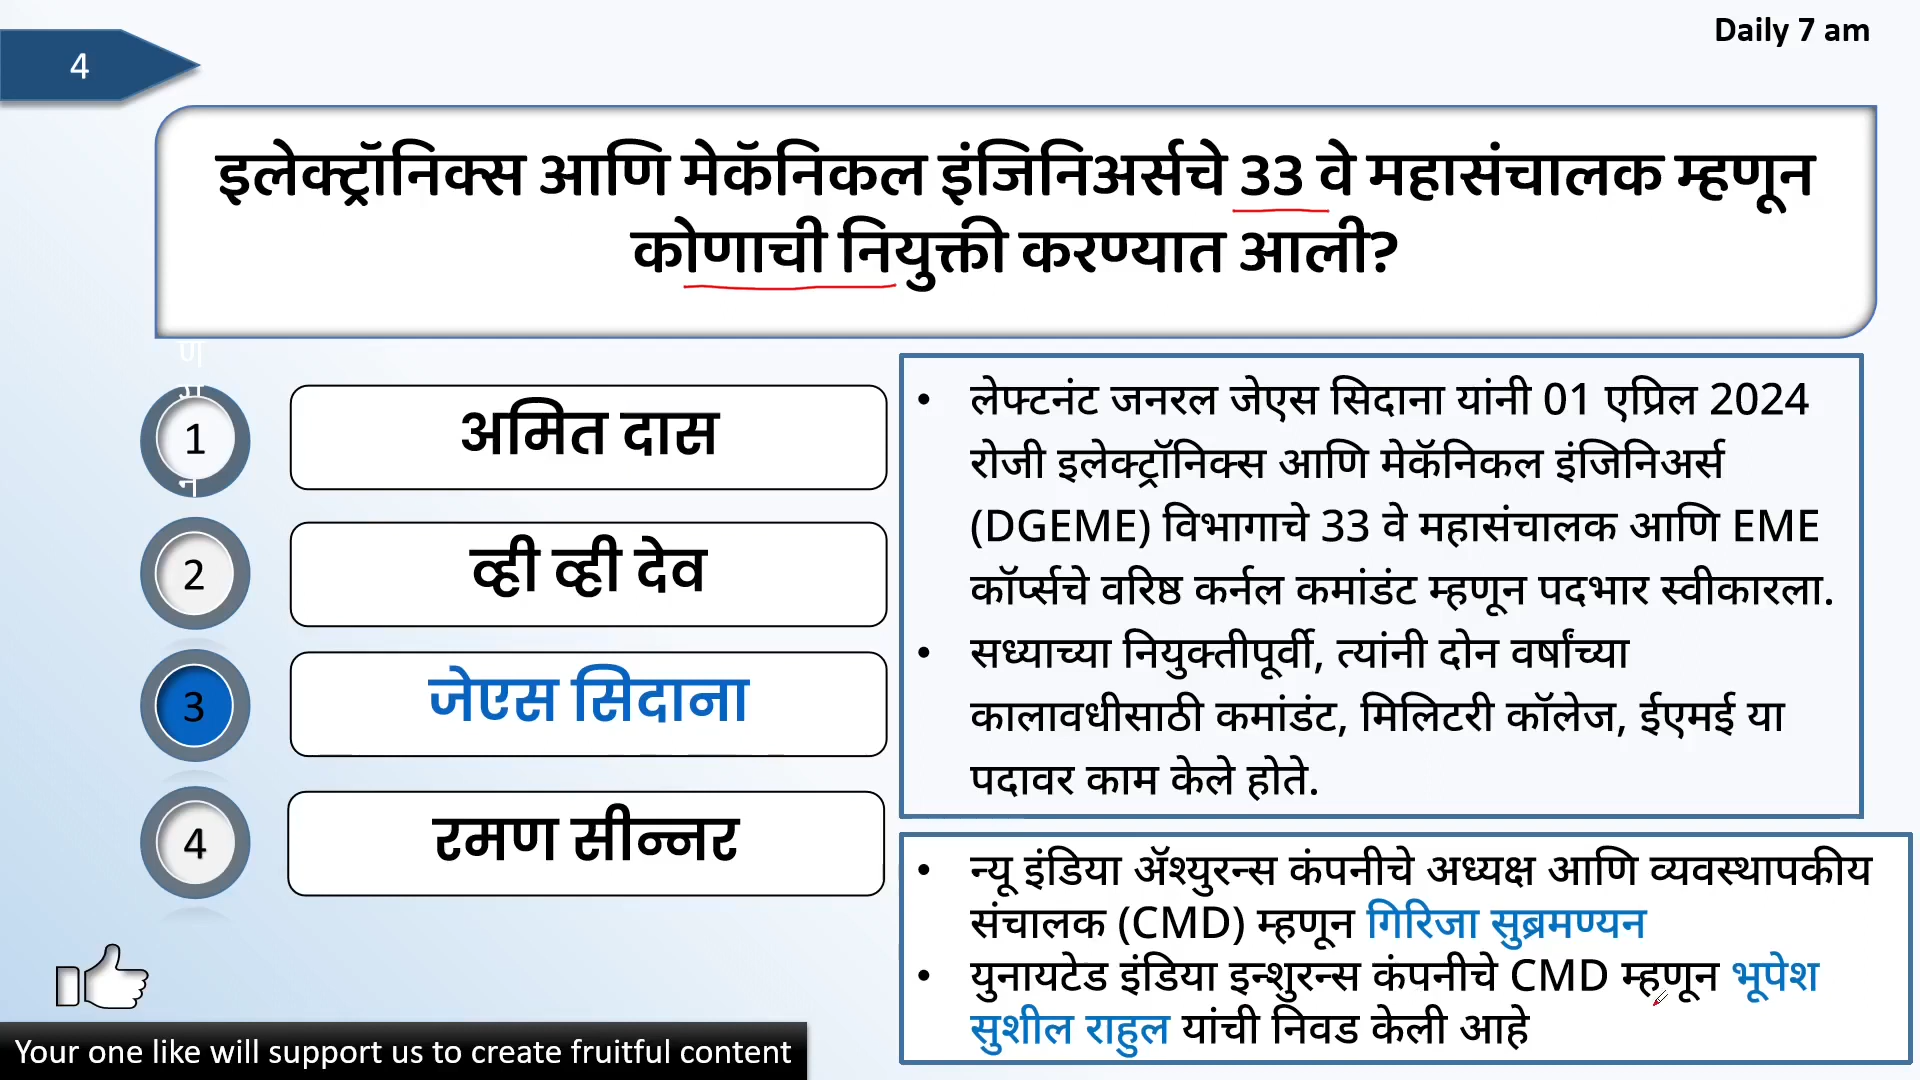 Daily 7 am
4
इलेक्ट्रॉनिक्स आणि मेकॅनिकल इंजिनिअर्सचे 33 वे महासंचालक म्हणून
कोणाची नियुक्ती करण्यात आली?
1
अमित दास
2
व्ही व्ही देव
3
जेएस सिदाना
4
रमण सीन्नर
• लेफ्टनंट जनरल जेएस सिदाना यांनी 01 एप्रिल 2024
रोजी इलेक्ट्रॉनिक्स आणि मेकॅनिकल इंजिनिअर्स
(DGEME) विभागाचे 33 वे महासंचालक आणि EME
कॉर्प्सचे वरिष्ठ कर्नल कमांडंट म्हणून पदभार स्वीकारला.
• सध्याच्या नियुक्तीपूर्वी, त्यांनी दोन वर्षांच्या
कालावधीसाठी कमांडंट, मिलिटरी कॉलेज, ईएमई या
पदावर काम केले होते.
• न्यू इंडिया ॲश्युरन्स कंपनीचे अध्यक्ष आणि व्यवस्थापकीय
संचालक (CMD) म्हणून गिरिजा सुब्रमण्यन
• युनायटेड इंडिया इन्शुरन्स कंपनीचे CMD म्हणून भूपेश
सुशील राहुल यांची निवड केली आहे
Your one like will support us to create fruitful content